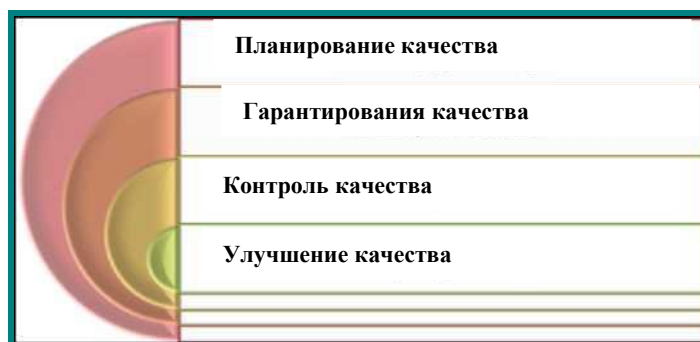 Планирование качества
Гарантирования качества
Контроль качества
Улучшение качества